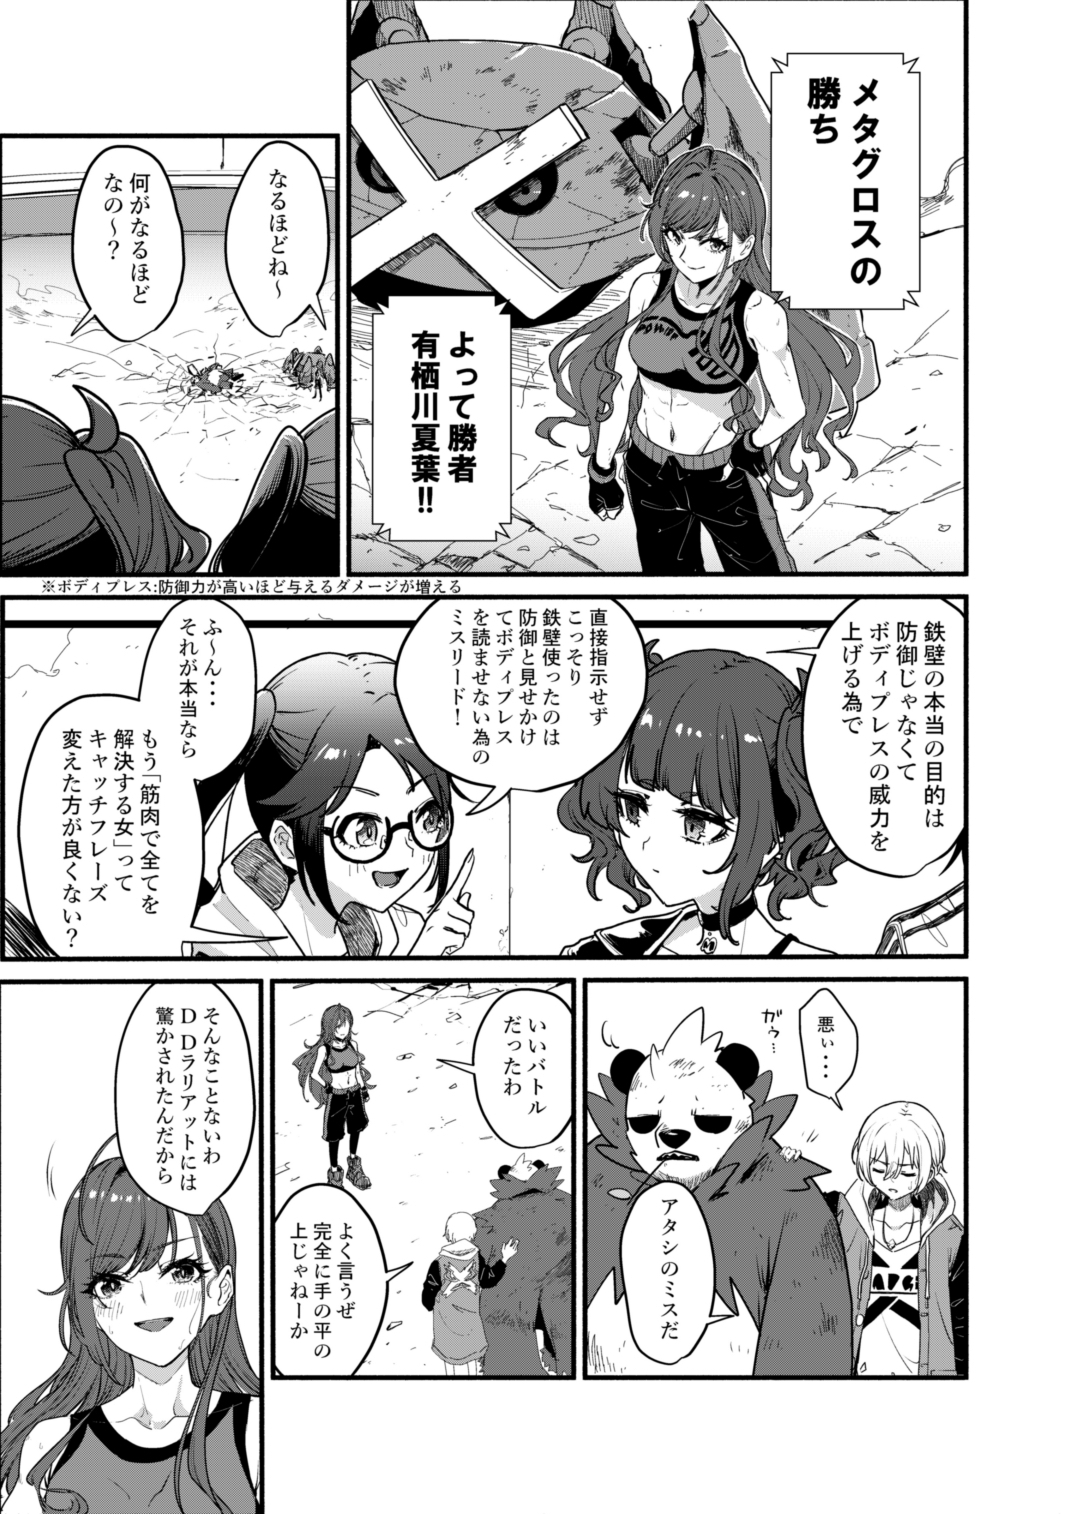 メタグロスの
勝ち
POWER
よって勝者
有栖川夏葉!!
なるほどね〜
何がなるほど
なの〜？
※ボディプレス:防御力が高いほど与えるダメージが増える
鉄壁の本当の目的は
防御じゃなくて
ボディプレスの威力を
上げる為で
直接指示せず
こっそり
鉄壁使ったのは
防御と見せかけ
てボディプレス
を読ませない為の
ミスリード！
ふ〜ん・・・
それが本当なら
もう「筋肉で全てを
解決する女」って
キャッチフレーズ
変えた方が良くない？
悪い・・・
ガゥ…
アタシのミスだ
いいバトル
だったわ
よく言うぜ
完全に手の平の
上じゃねーか
そんなことないわ
DDラリアットには
驚かされたんだから